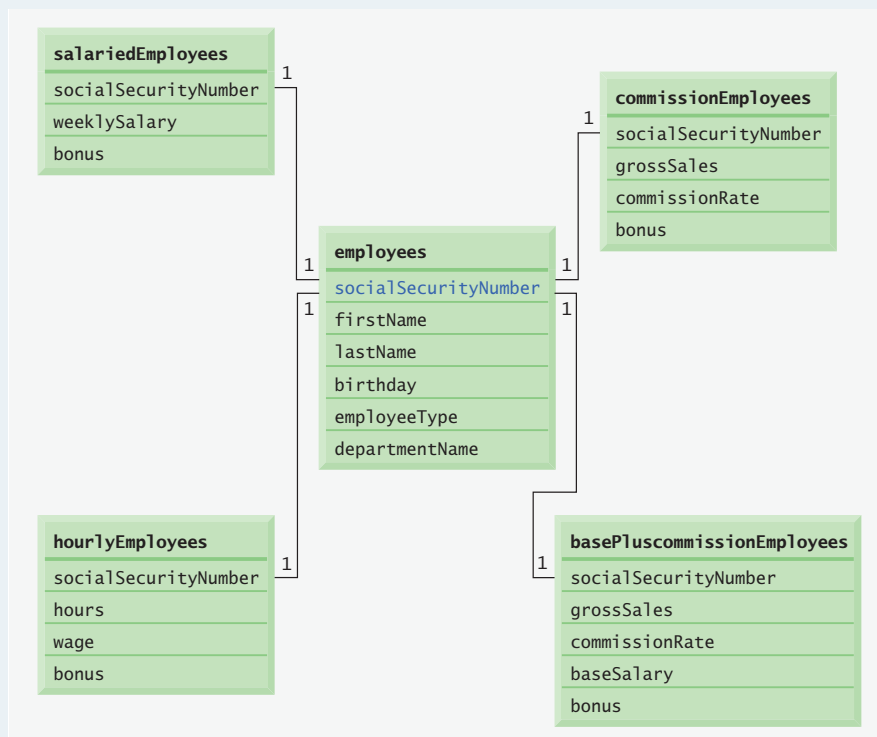 salariedEmployees
socialSecurityNumber
weeklySalary
bonus
1
1
commissionEmployees
socialSecurityNumber
grossSales
commissionRate
bonus
1
1
employees
socialSecurityNumber
firstName
lastName
birthday
employeeType
departmentName
1
1
hourlyEmployees
socialSecurityNumber
hours
wage
bonus
1
1
basePluscommissionEmployees
socialSecurityNumber
grossSales
commissionRate
baseSalary
bonus